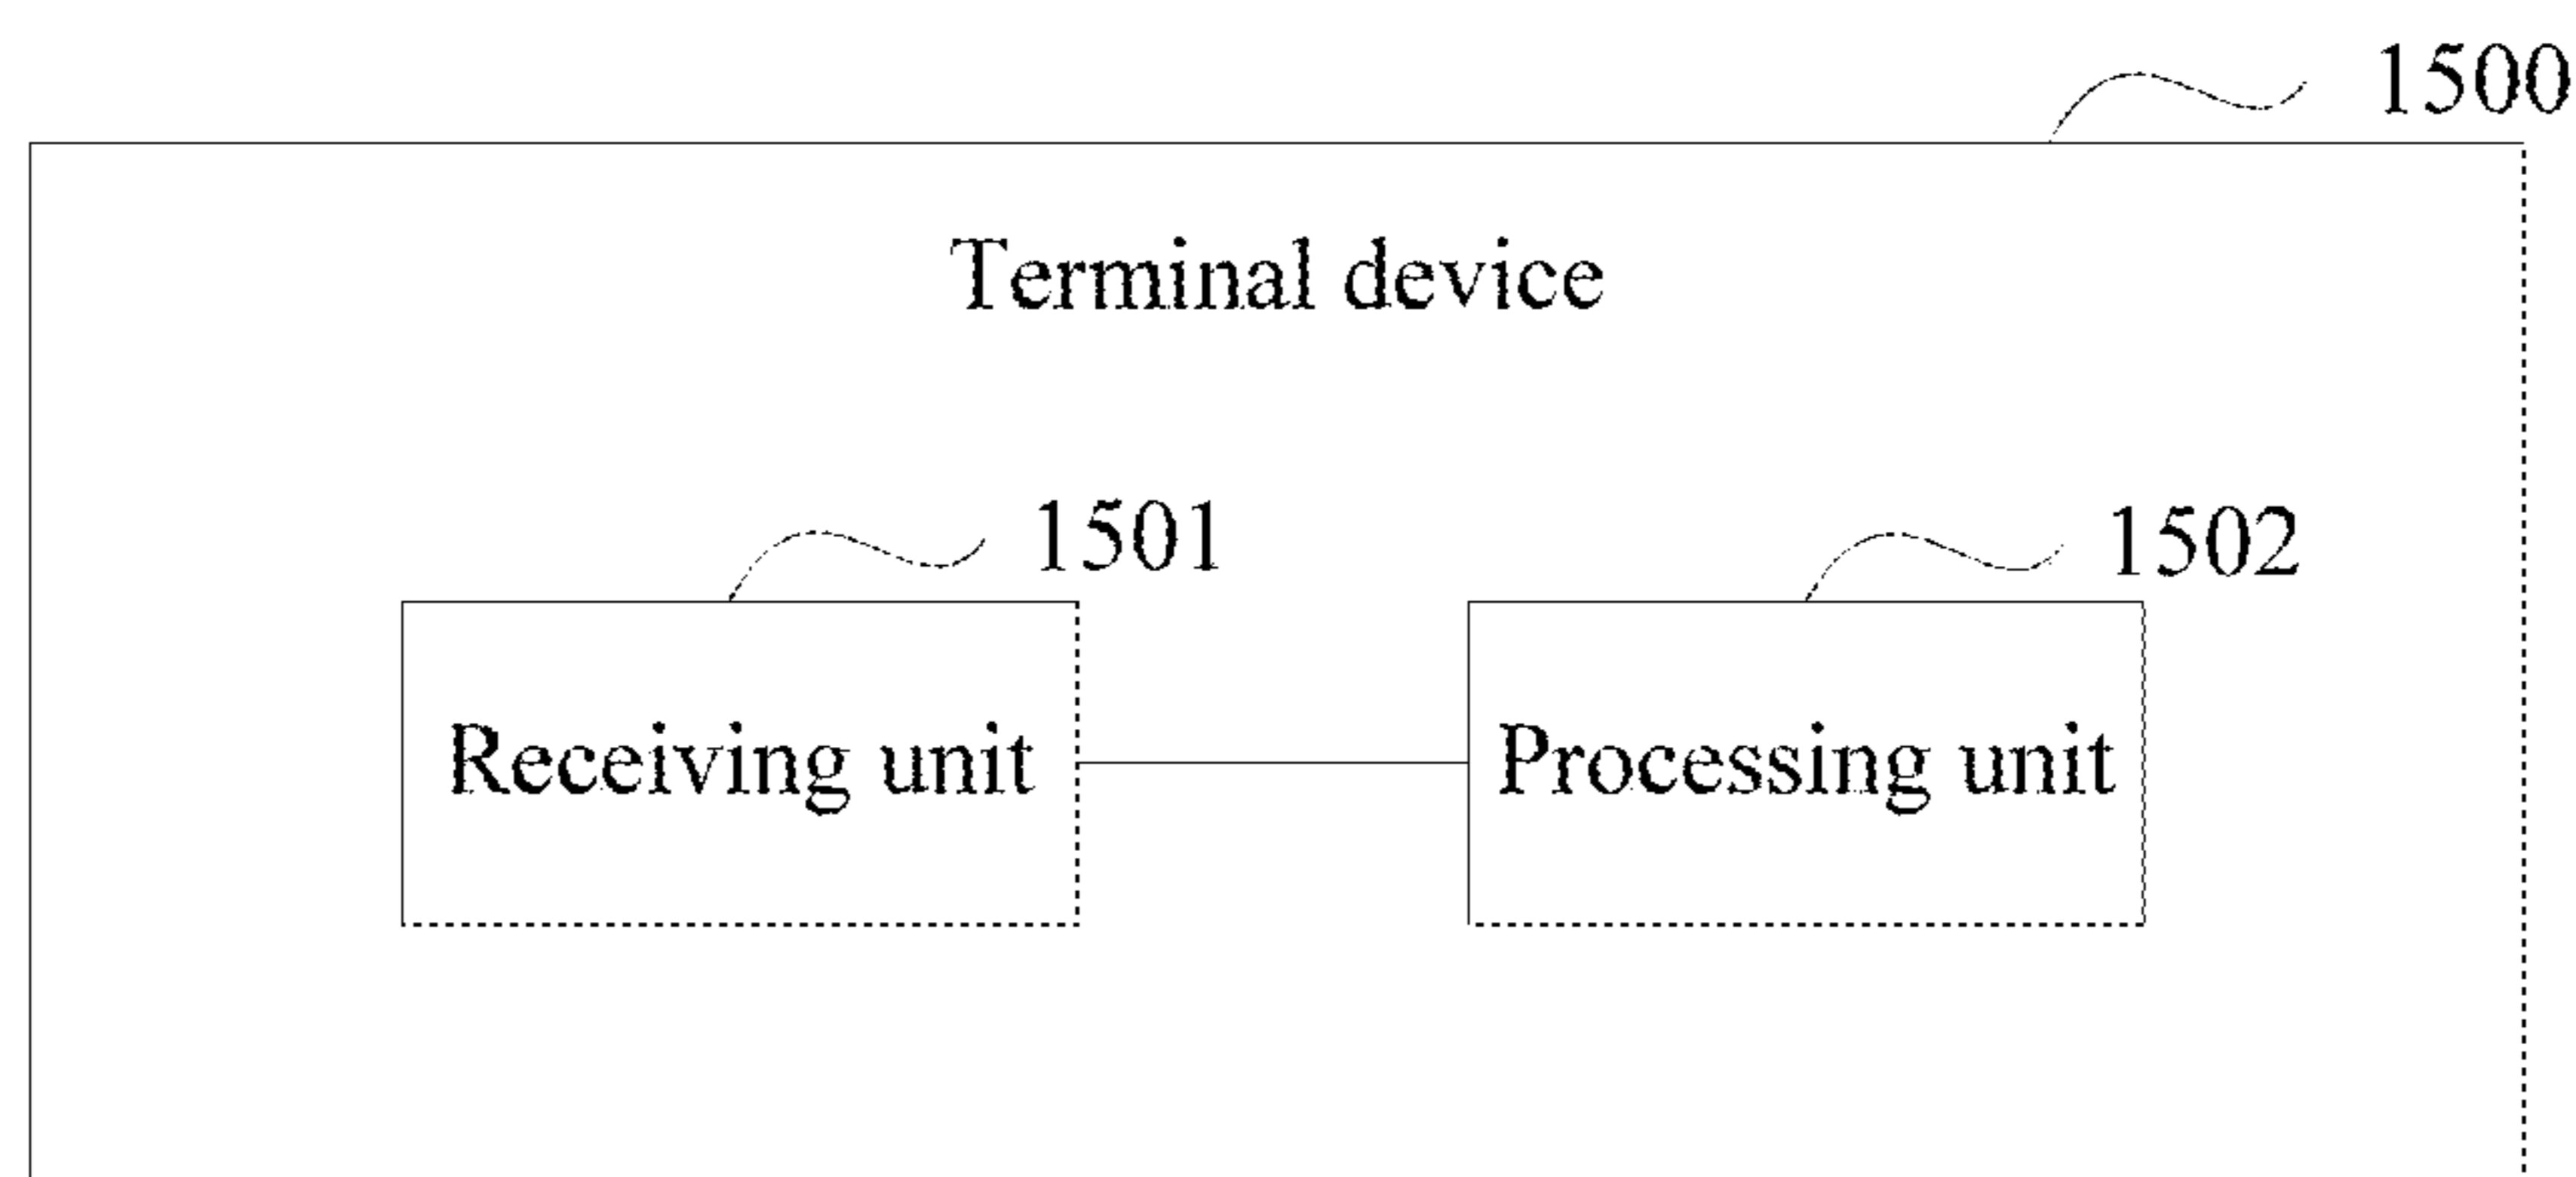 1500
Terminal device
1501
1502
Receiving unit
Processing unit